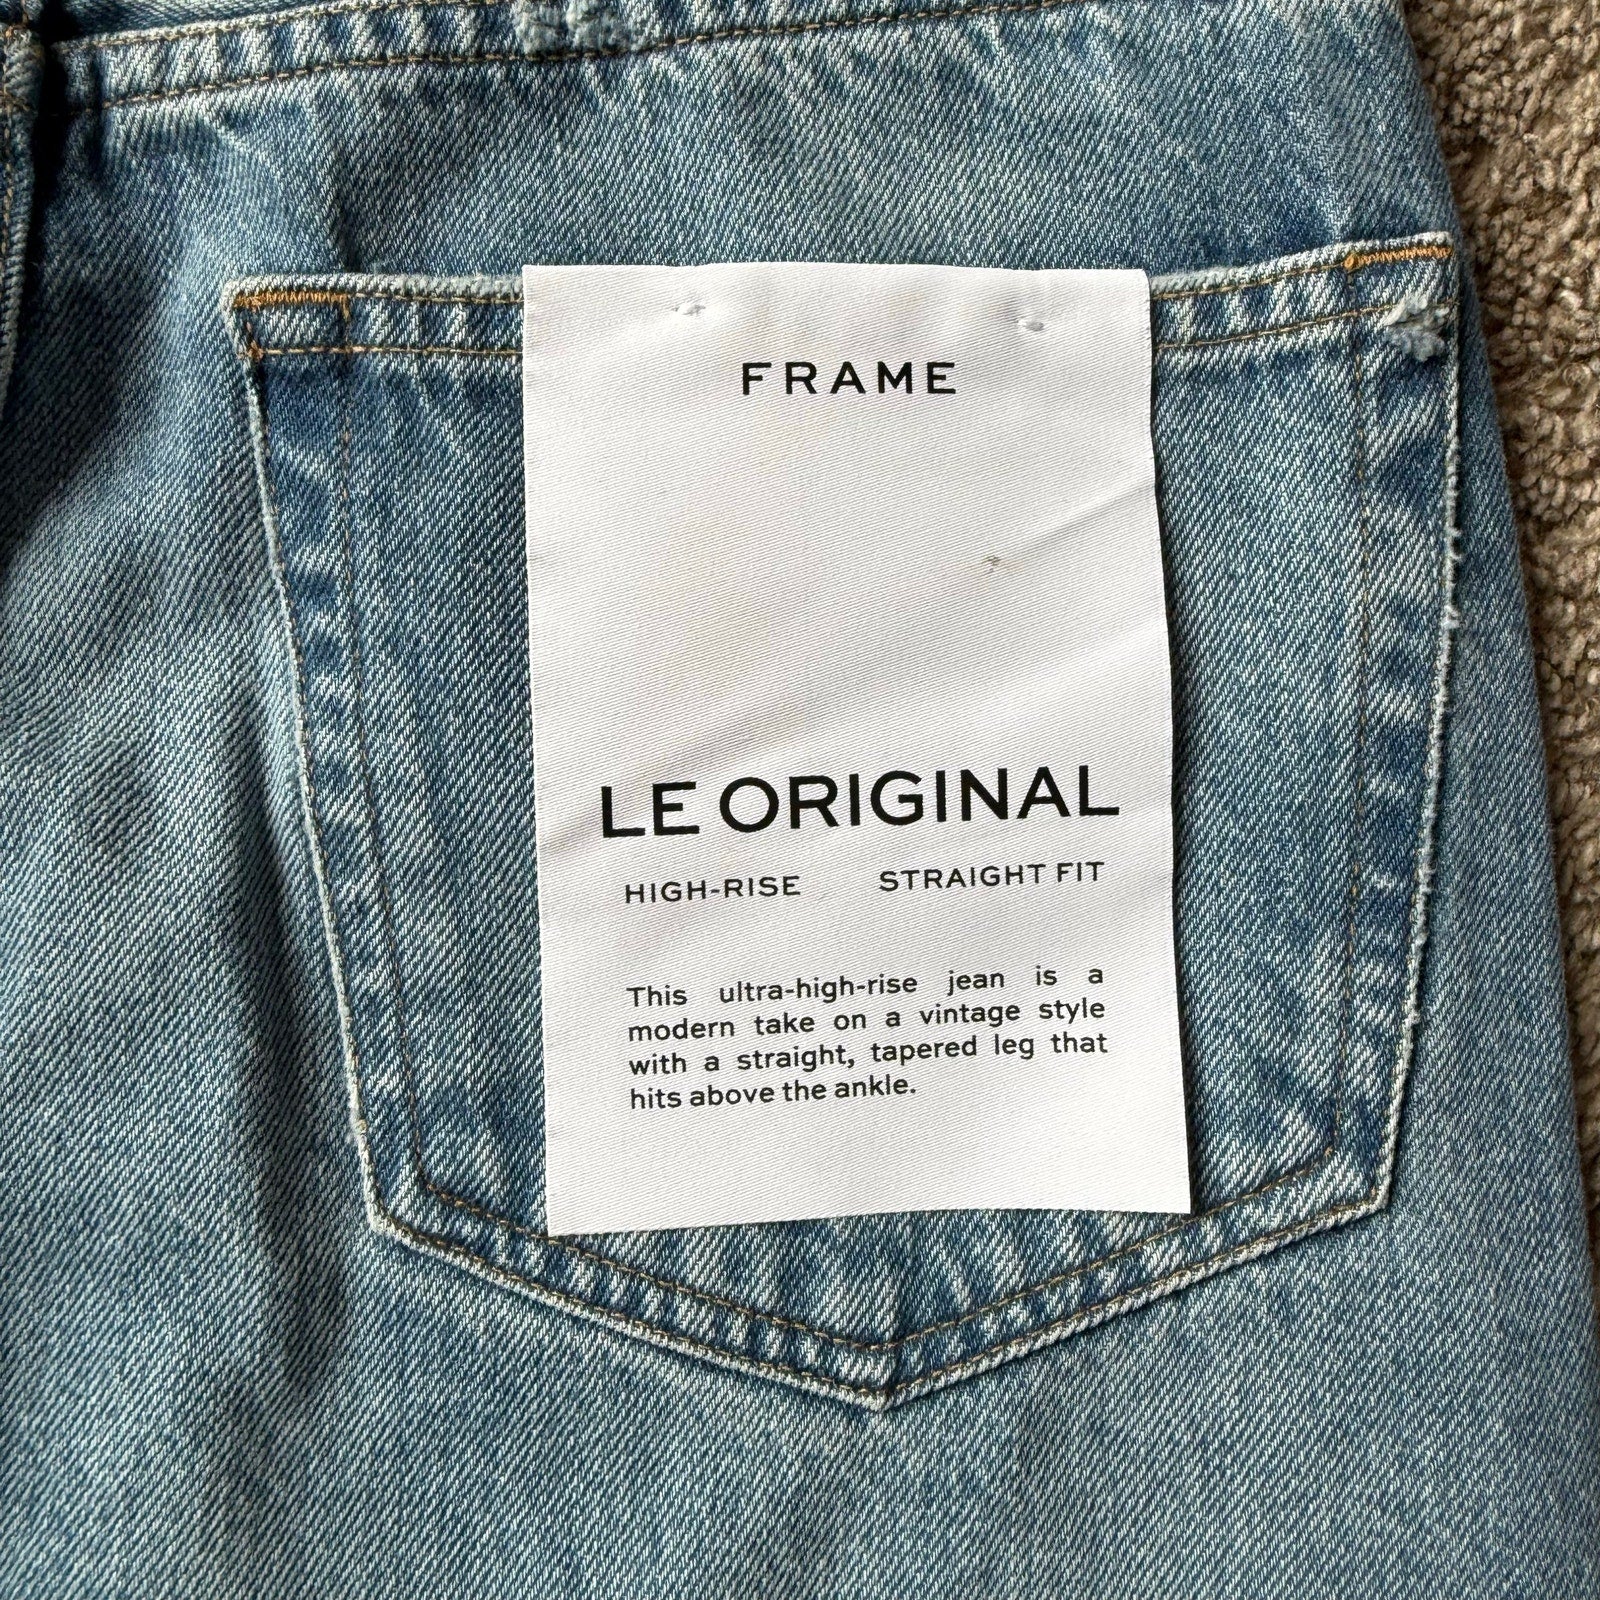 FRAME
LE ORIGINAL
HIGH-RISE STRAIGHT FIT
This ultra-high-rise jean is a
modern take on a vintage style
with a straight, tapered leg that
hits above the ankle.